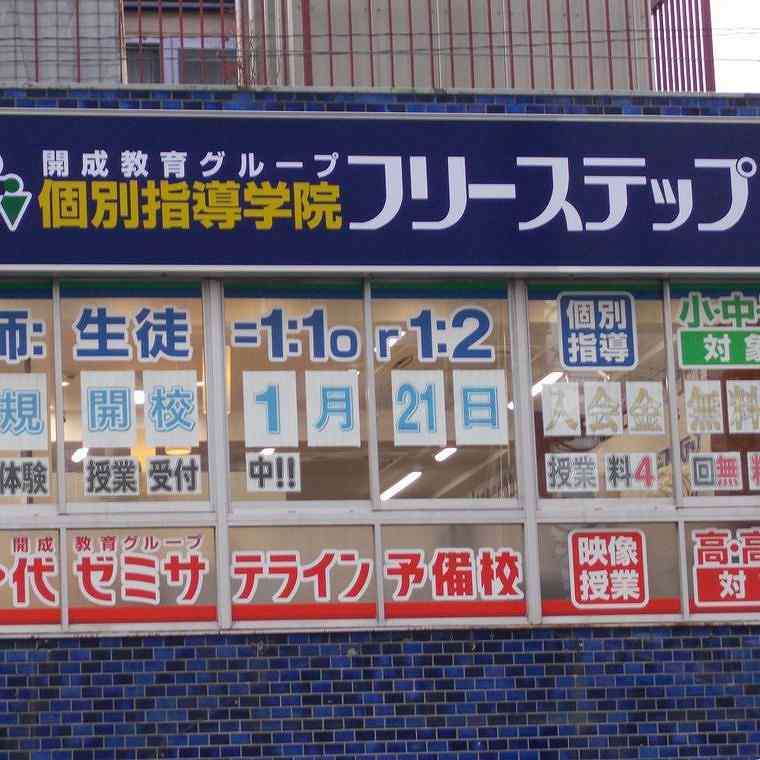 開成教育グループ
個別指導学院フリーステップ
師:生徒=1:1or1:2 個別指導 小・中
対象
規開校1月21日 入会金無料
体験授業受付中!! 授業料4回無料
開成教育グループ
代ゼミサテライン予備校 映像授業 高・高
対